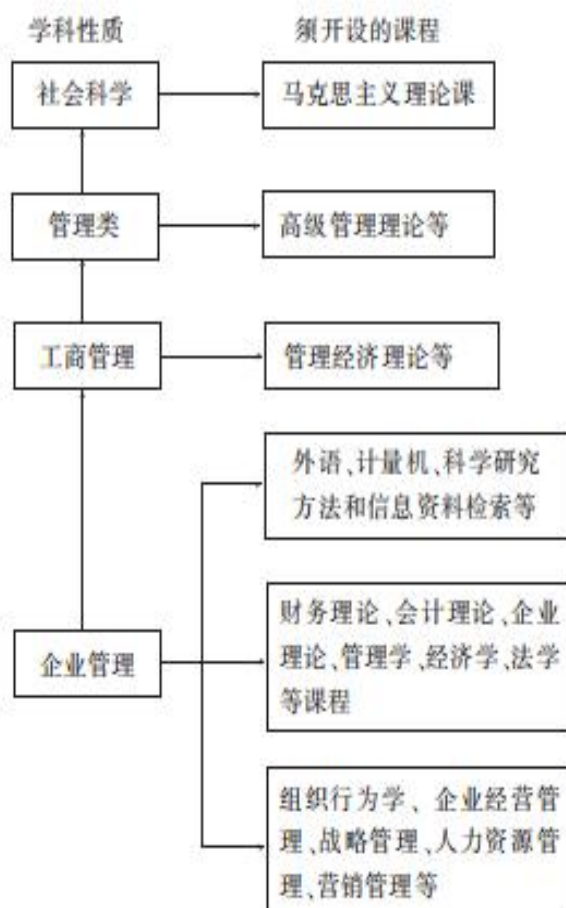 学科性质
须开设的课程
社会科学
马克思主义理论课
管理类
高级管理理论等
工商管理
管理经济理论等
外语、计量机、科学研究
方法和信息资料检索等
企业管理
财务理论、会计理论、企业
理论、管理学、经济学、法学
等课程
组织行为学、企业经营管
理、战略管理、人力资源管
理、营销管理等